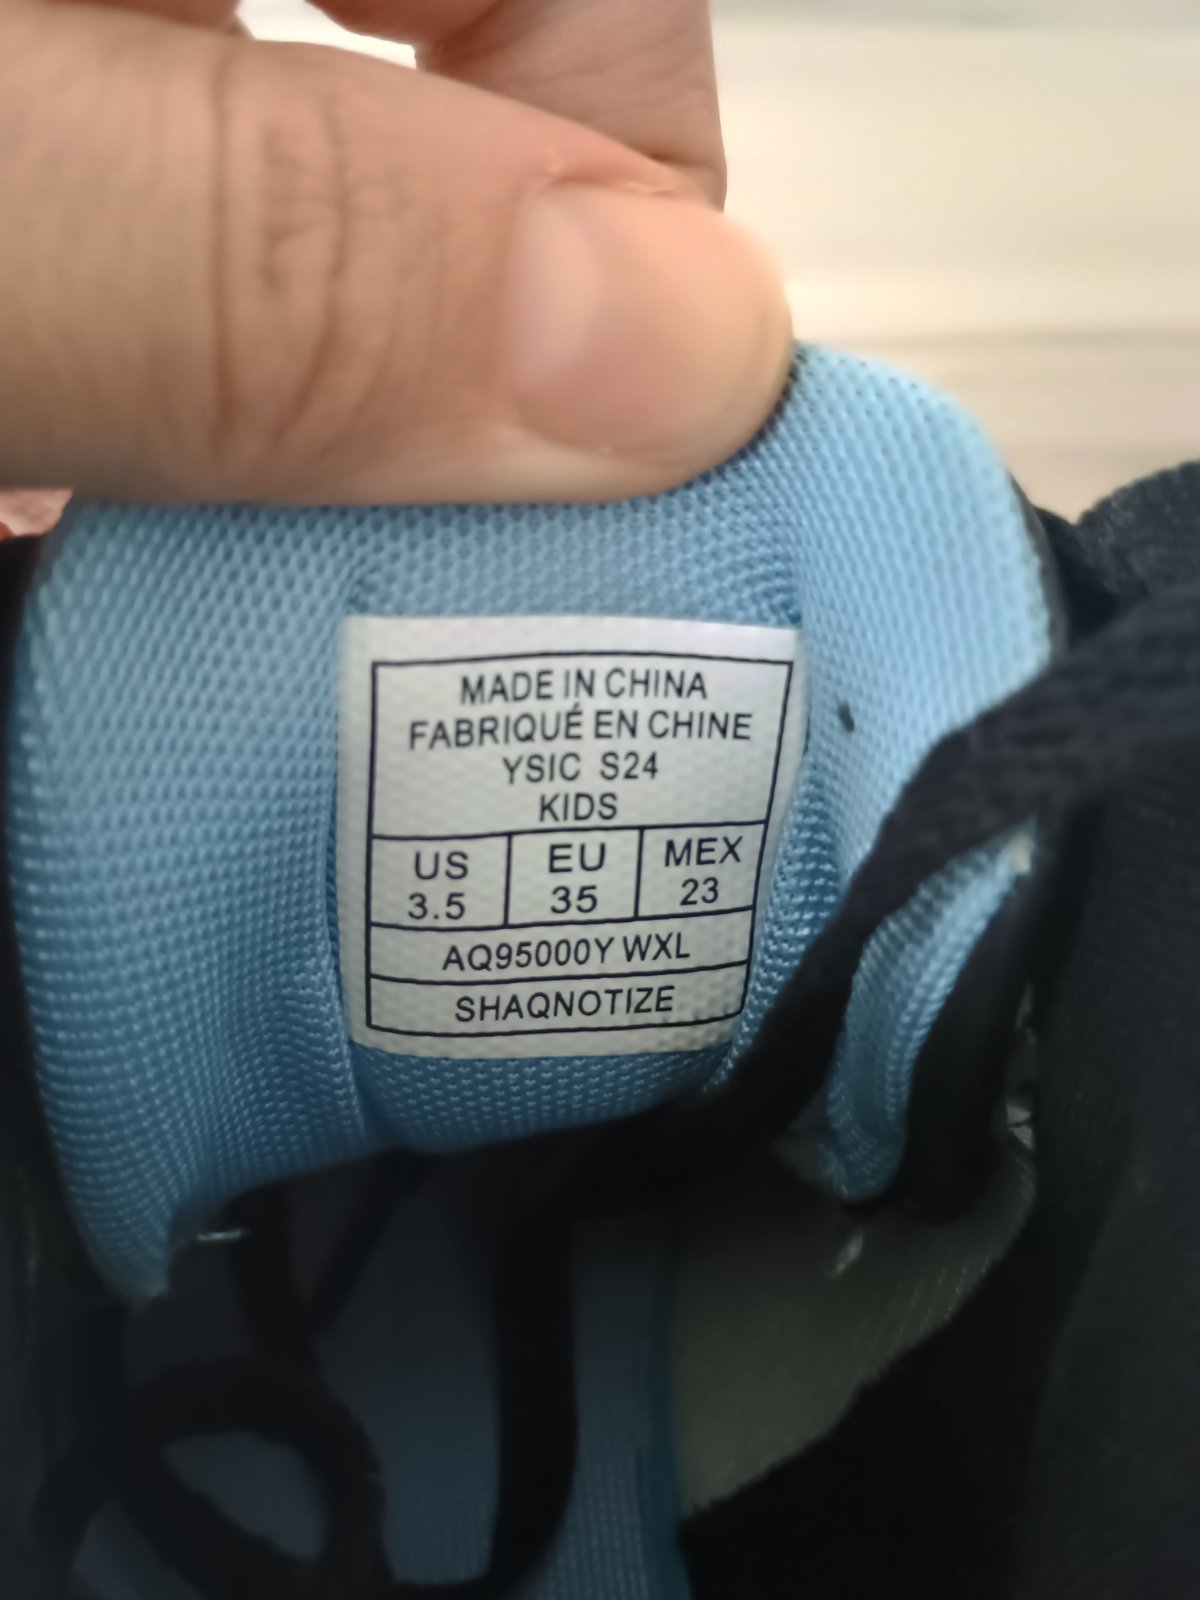 MADE IN CHINA
FABRIQUÉ EN CHINE
YSIC S24
KIDS
US EU MEX
3.5 35 23
AQ95000Y WXL
SHAQNOTIZE